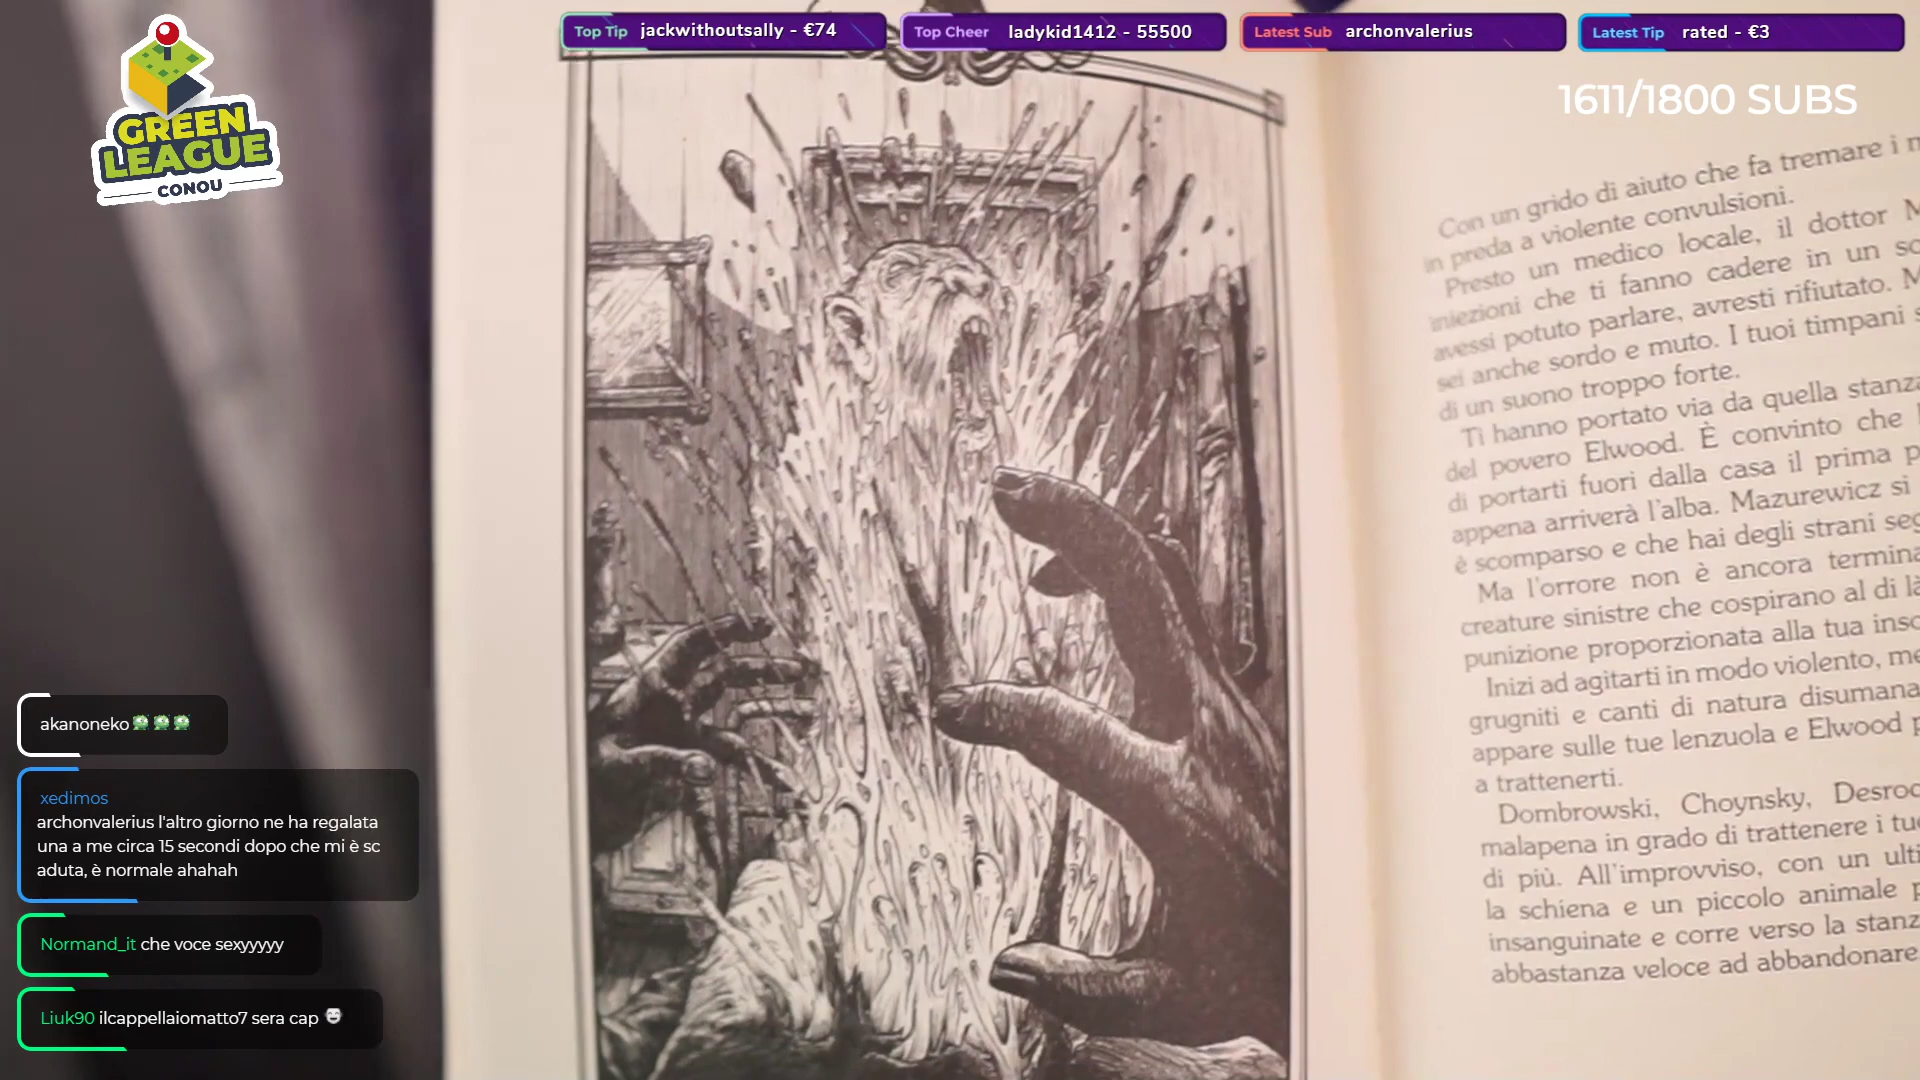 Top Tip jackwithoutsally - €74
Top Cheer ladykid1412 - 55500
Latest Sub archonvalerius
Latest Tip rated - €3
1611/1800 SUBS
GREEN
LEAGUE
CONOU
Con un grido di aiuto che fa tremare i
in preda a violente convulsioni.
Presto un medico locale, il dottor
iniezioni che ti fanno cadere in un
avessi potuto parlare, avresti rifiutato.
sei anche sordo e muto. I tuoi timpani
di un suono troppo forte.
Ti hanno portato via da quella stanza
del povero Elwood. È convinto che
di portarti fuori dalla casa il prima
appena arriverà l'alba. Mazurewicz si
è scomparso e che hai degli strani
Ma l'orrore non è ancora
creature sinistre che cospirano al di là
punizione proporzionata alla tua
Inizi ad agitarti in modo violento,
grugniti e canti di natura disumana
appare sulle tue lenzuola e Elwood
a trattenerti.
Dombrowski, Choynsky,
malapena in grado di trattenere i
di più. All'improvviso, con un
la schiena e un piccolo animale
insanguinate e corre verso la
abbastanza veloce ad abbandonare
akanoneko
xedimos
archonvalerius l'altro giorno ne ha regalata
una a me circa 15 secondi dopo che mi è sc
aduta, è normale ahahah
Normand_it che voce sexyyyyy
Liuk90 ilcappellaiomatto7 sera cap